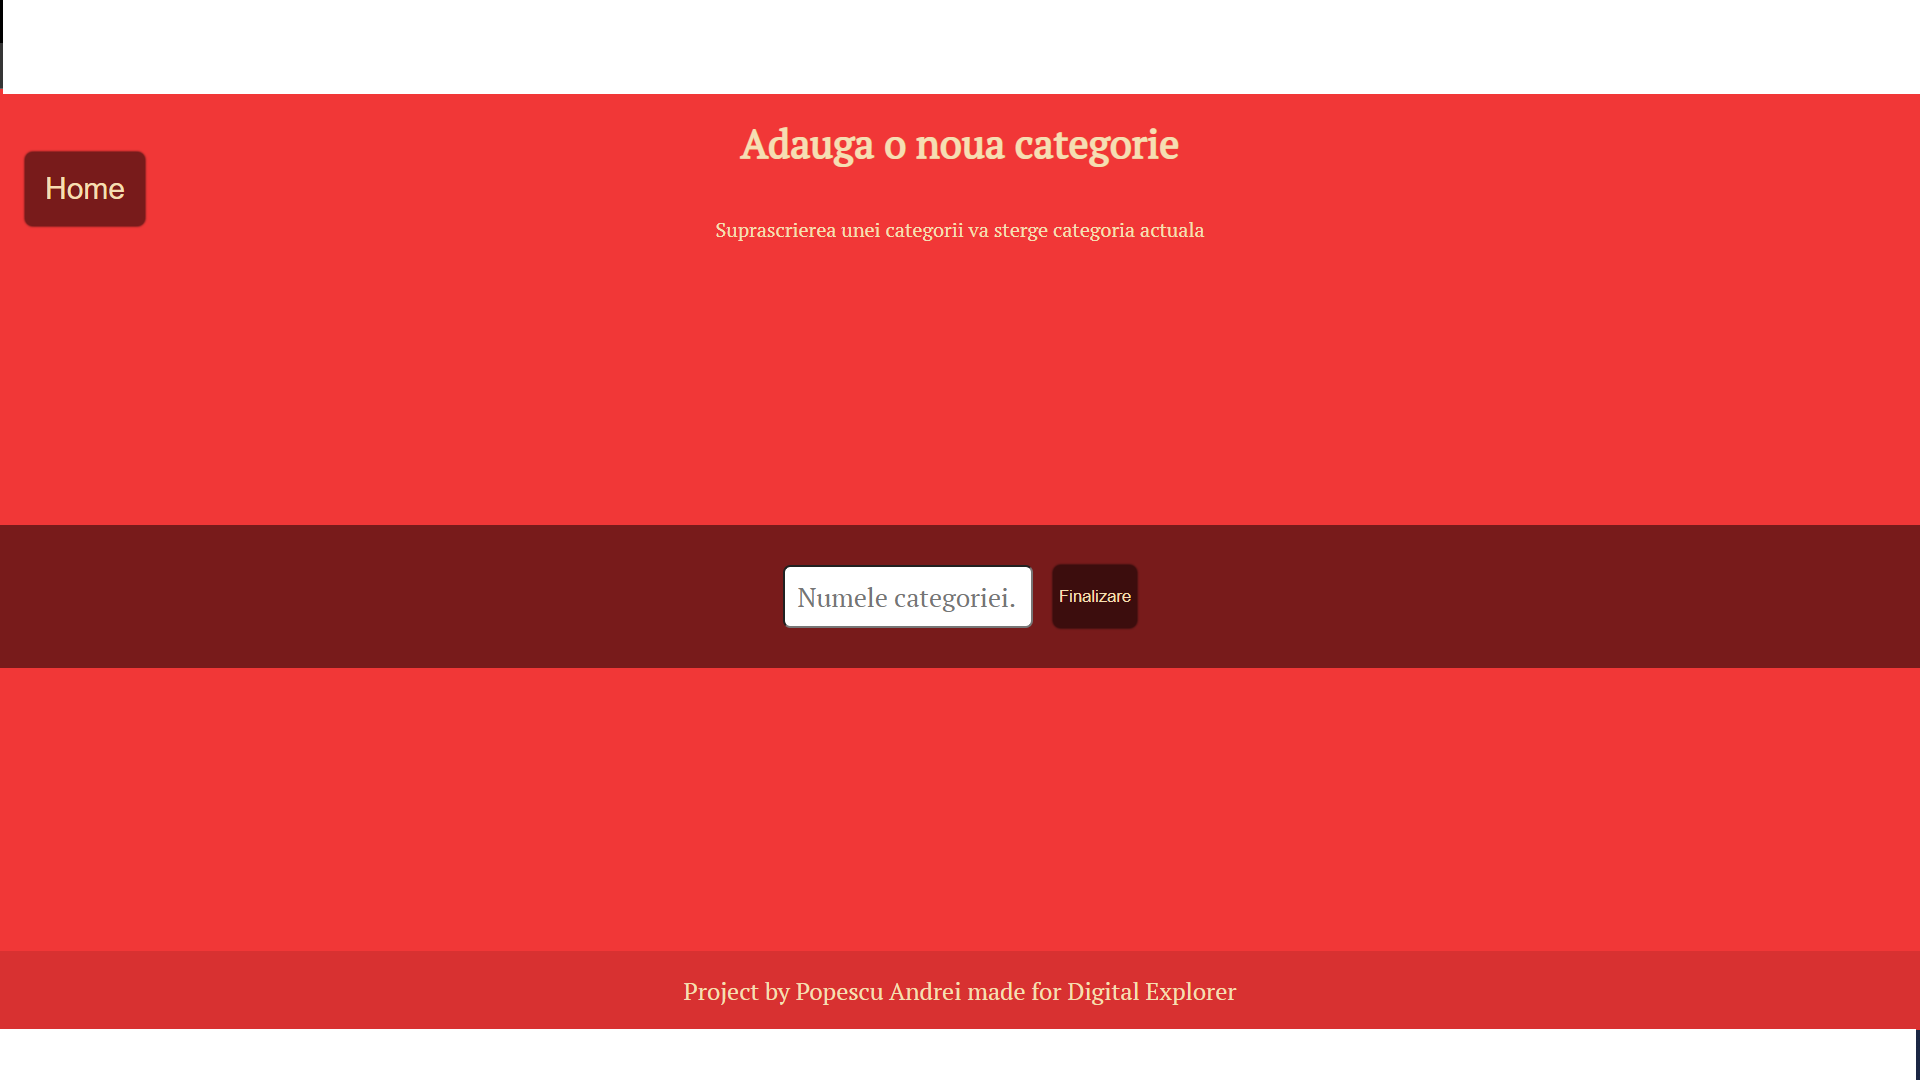 Adauga o noua categorie
Home
Suprascrierea unei categorii va sterge categoria actuala
Numele categoriei.
Finalizare
Project by Popescu Andrei made for Digital Explorer